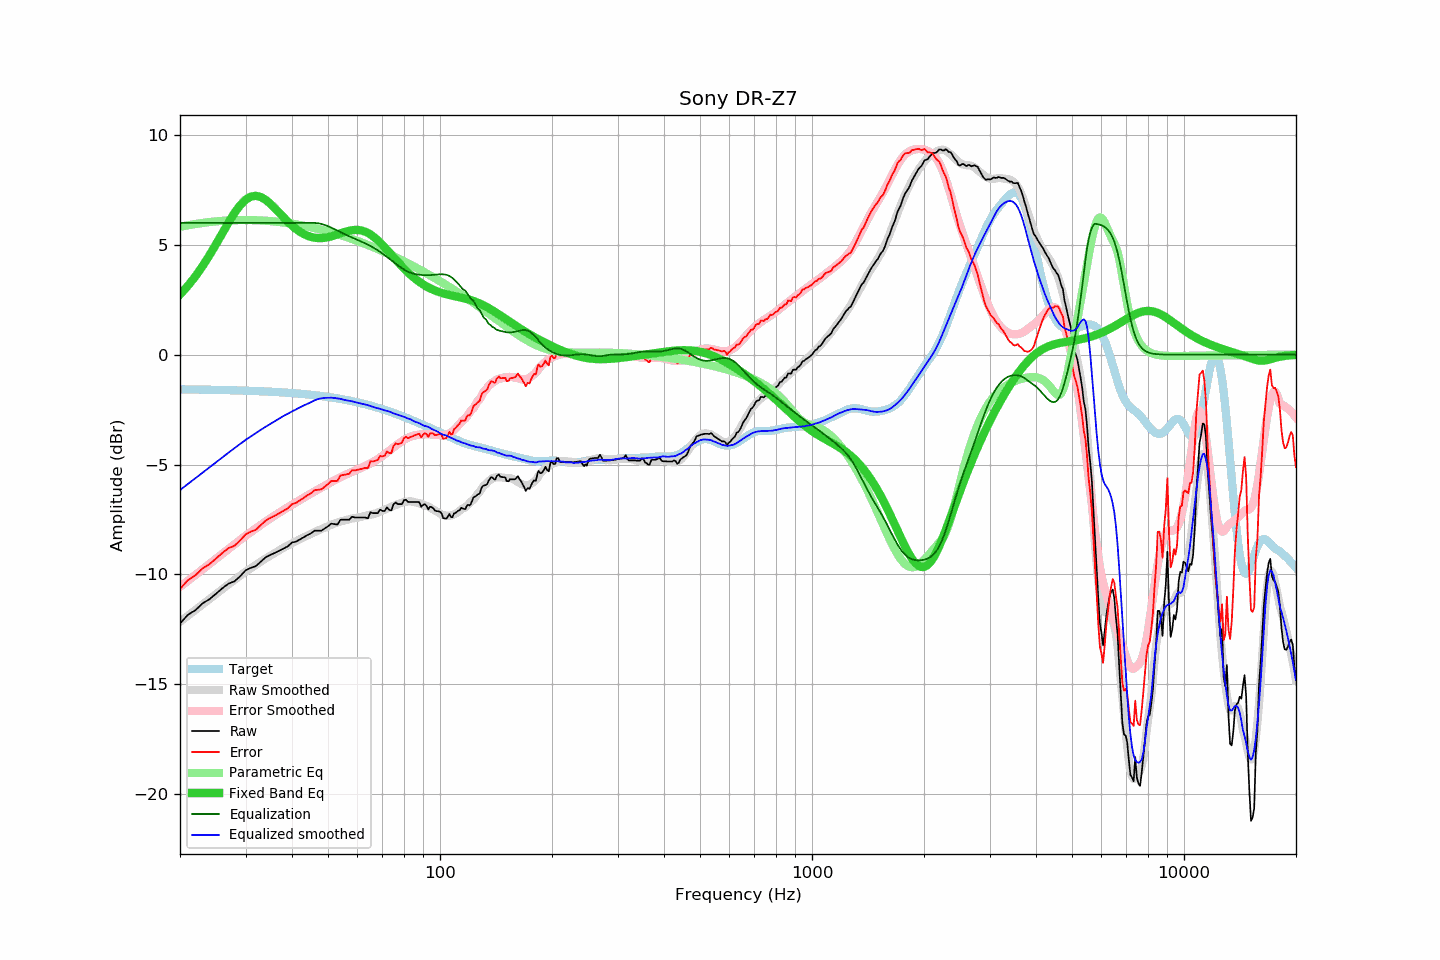 Sony DR-Z7
Amplitude (dBr)
10
5
0
−5
−10
−15
−20
Target
Raw Smoothed
Error Smoothed
Raw
Error
Parametric Eq
Fixed Band Eq
Equalization
Equalized smoothed
100
1000
10000
Frequency (Hz)